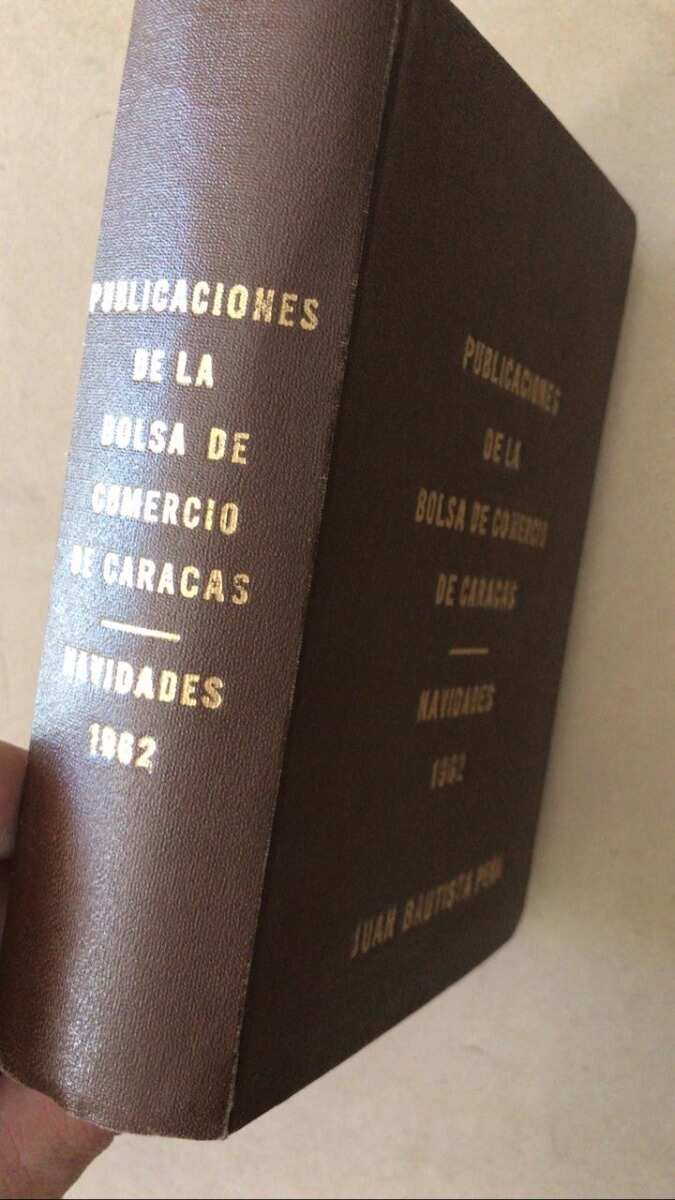 PUBLICACIONES
DE LA
BOLSA DE
COMERCIO
DE CARACAS
NAVIDADES
1962
PUBLICACIONES
DE LA
BOLSA DE COMERCIO
DE CARACAS
NAVIDADES
1962
JUAN BAUTISTA